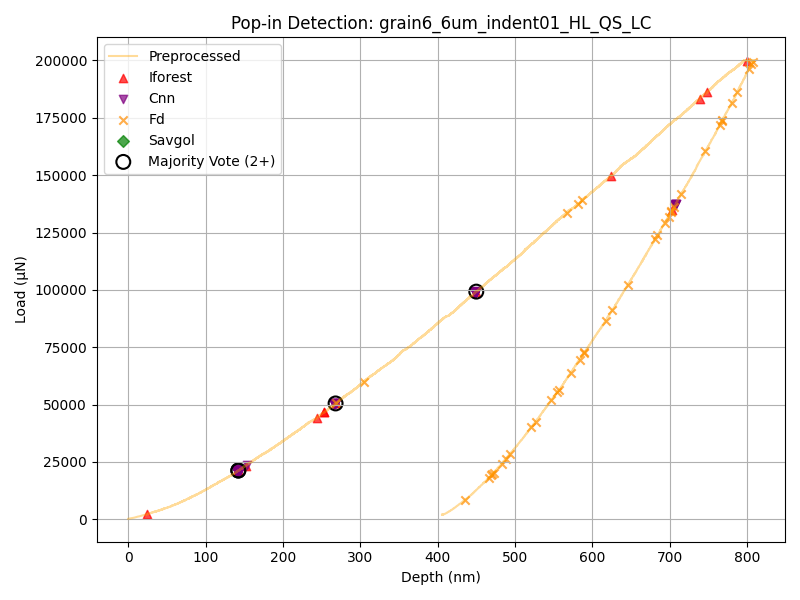 Pop-in Detection: grain6_6um_indent01_HL_QS_LC
Preprocessed
Iforest
Cnn
Fd
Savgol
Majority Vote (2+)
200000
175000
150000
125000
100000
75000
50000
25000
0
Load (μN)
0 100 200 300 400 500 600 700 800
Depth (nm)